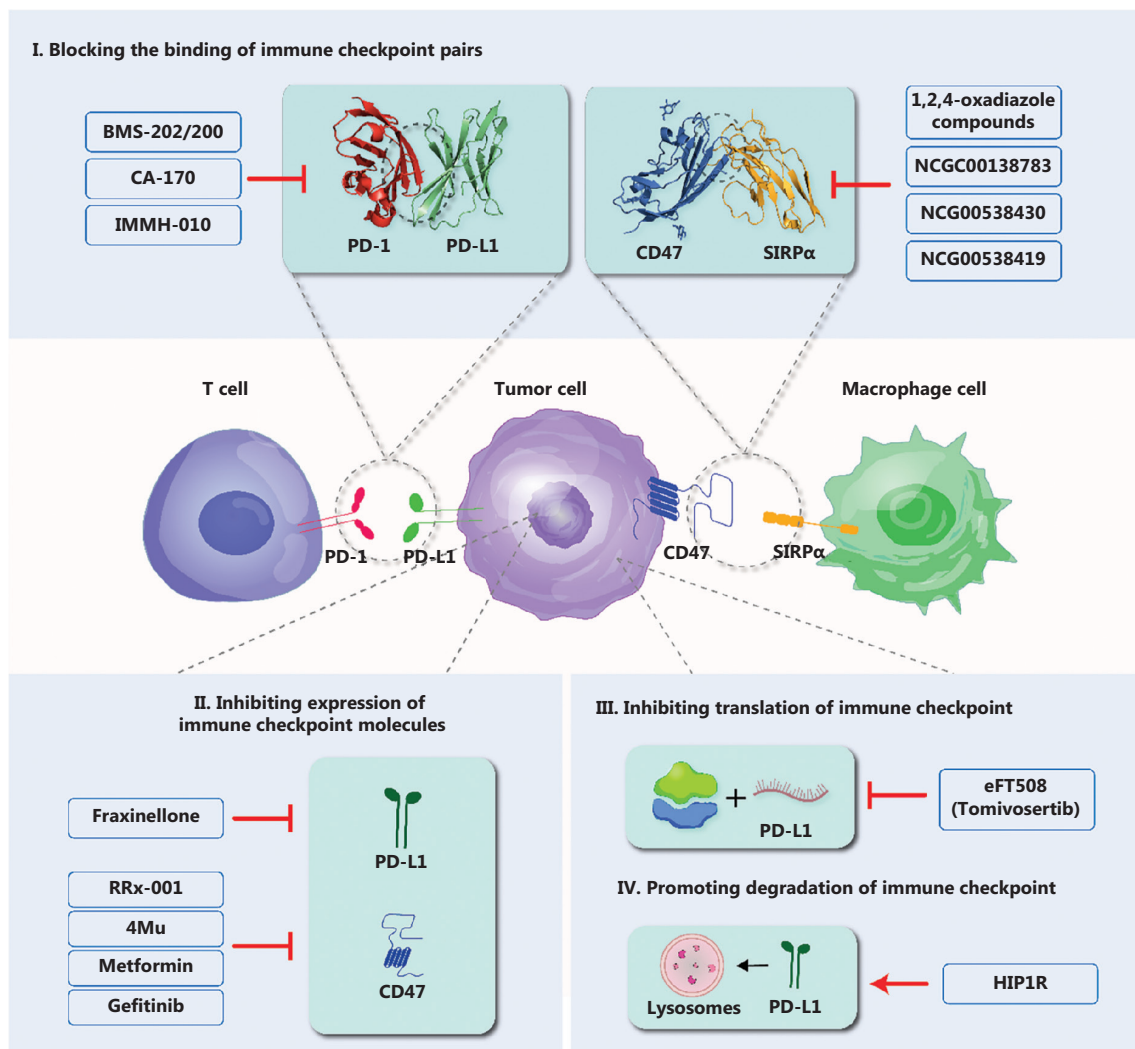 I. Blocking the binding of immune checkpoint pairs
BMS-202/200
CA-170
IMMH-010
PD-1
PD-L1
CD47
SIRPα
1,2,4-oxadiazole
compounds
NCGC00138783
NCG00538430
NCG00538419
T cell
Tumor cell
Macrophage cell
PD-1
PD-L1
CD47
SIRPα
II. Inhibiting expression of
immune checkpoint molecules
Fraxinellone
RRx-001
4Mu
Metformin
Gefitinib
PD-L1
CD47
III. Inhibiting translation of immune checkpoint
+
PD-L1
eFT508
(Tomivosertib)
IV. Promoting degradation of immune checkpoint
Lysosomes
PD-L1
HIP1R